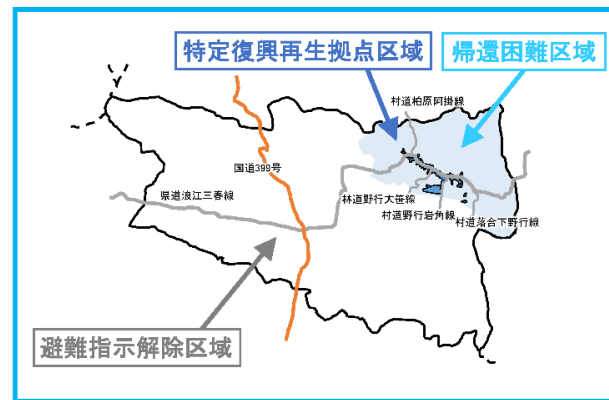 特定復興再生拠点区域
帰還困難区域
村道柏原阿掛線
国道399号
県道浪江三春線
林道野行大笹線
村道野行岩角線
村道落合下野行線
避難指示解除区域